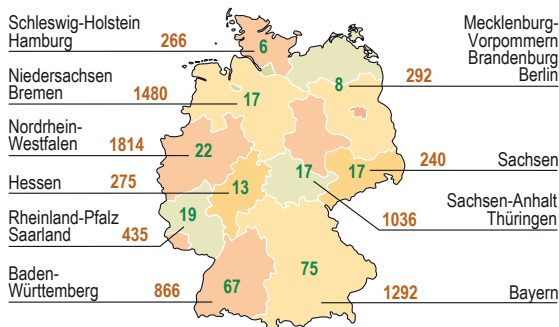 Schleswig-Holstein
Hamburg 266
6
Niedersachsen
Bremen 1480
17
Nordrhein-
Westfalen 1814
22
Hessen 275
13
Rheinland-Pfalz
Saarland 435
19
Baden-
Württemberg 866
67
Mecklenburg-
Vorpommern
Brandenburg
8 292 Berlin
17 240 Sachsen
17
Sachsen-Anhalt
1036 Thüringen
75
1292 Bayern